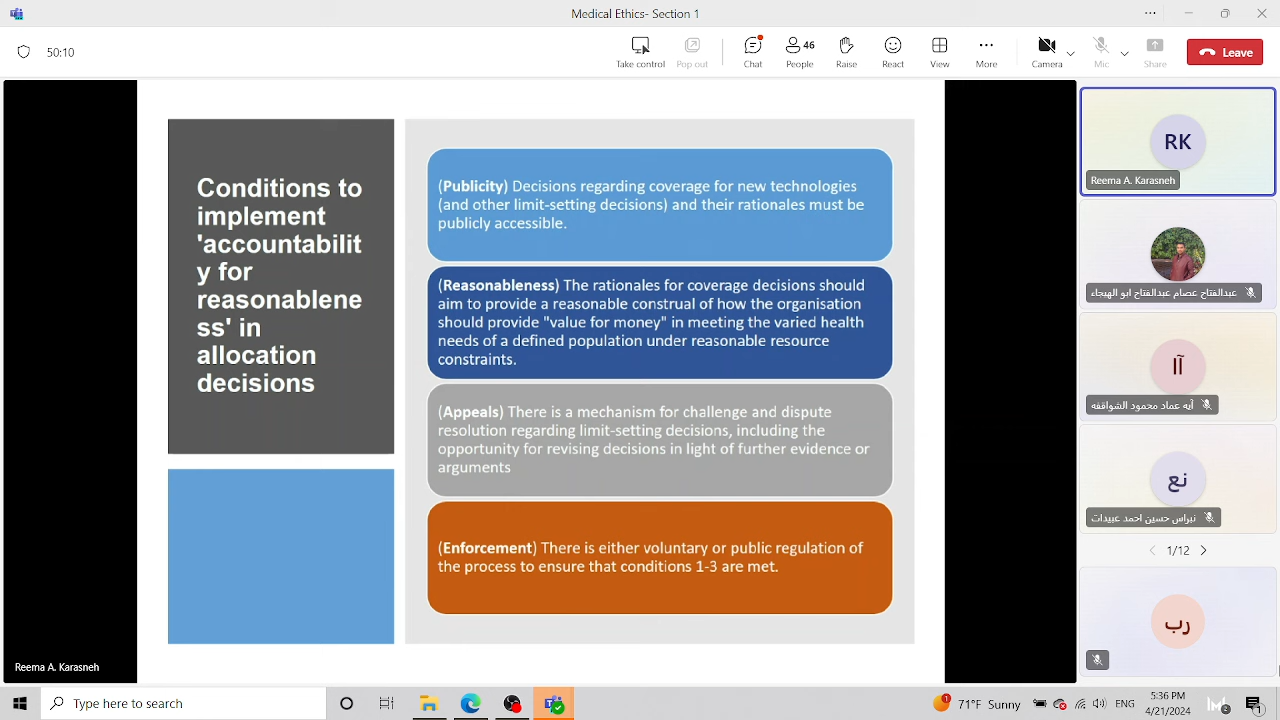 Medical Ethics- Section 1
50:10
Take control
Pop out
Chat
46
People
Raise
React
View
More
Camera
Mic
Share
Leave
Conditions to
implement
'accountabilit
y for
reasonablene
ss' in
allocation
decisions
(Publicity) Decisions regarding coverage for new technologies
(and other limit-setting decisions) and their rationales must be
publicly accessible.
(Reasonableness) The rationales for coverage decisions should
aim to provide a reasonable construal of how the organisation
should provide "value for money" in meeting the varied health
needs of a defined population under reasonable resource
constraints.
(Appeals) There is a mechanism for challenge and dispute
resolution regarding limit-setting decisions, including the
opportunity for revising decisions in light of further evidence or
arguments
(Enforcement) There is either voluntary or public regulation of
the process to ensure that conditions 1-3 are met.
Reema A. Karasneh
RK
Reema A. Karasneh
عبدالفتاح عصام عبدالفتاح ابو الهيجاء
آا
آيه عماد محمود الشواقفه
نع
نبراس حسين احمد عبيدات
1/12
رب
Type here to search
1
71°F Sunny
ENG
5:36 PM
4/21/2024
2
1